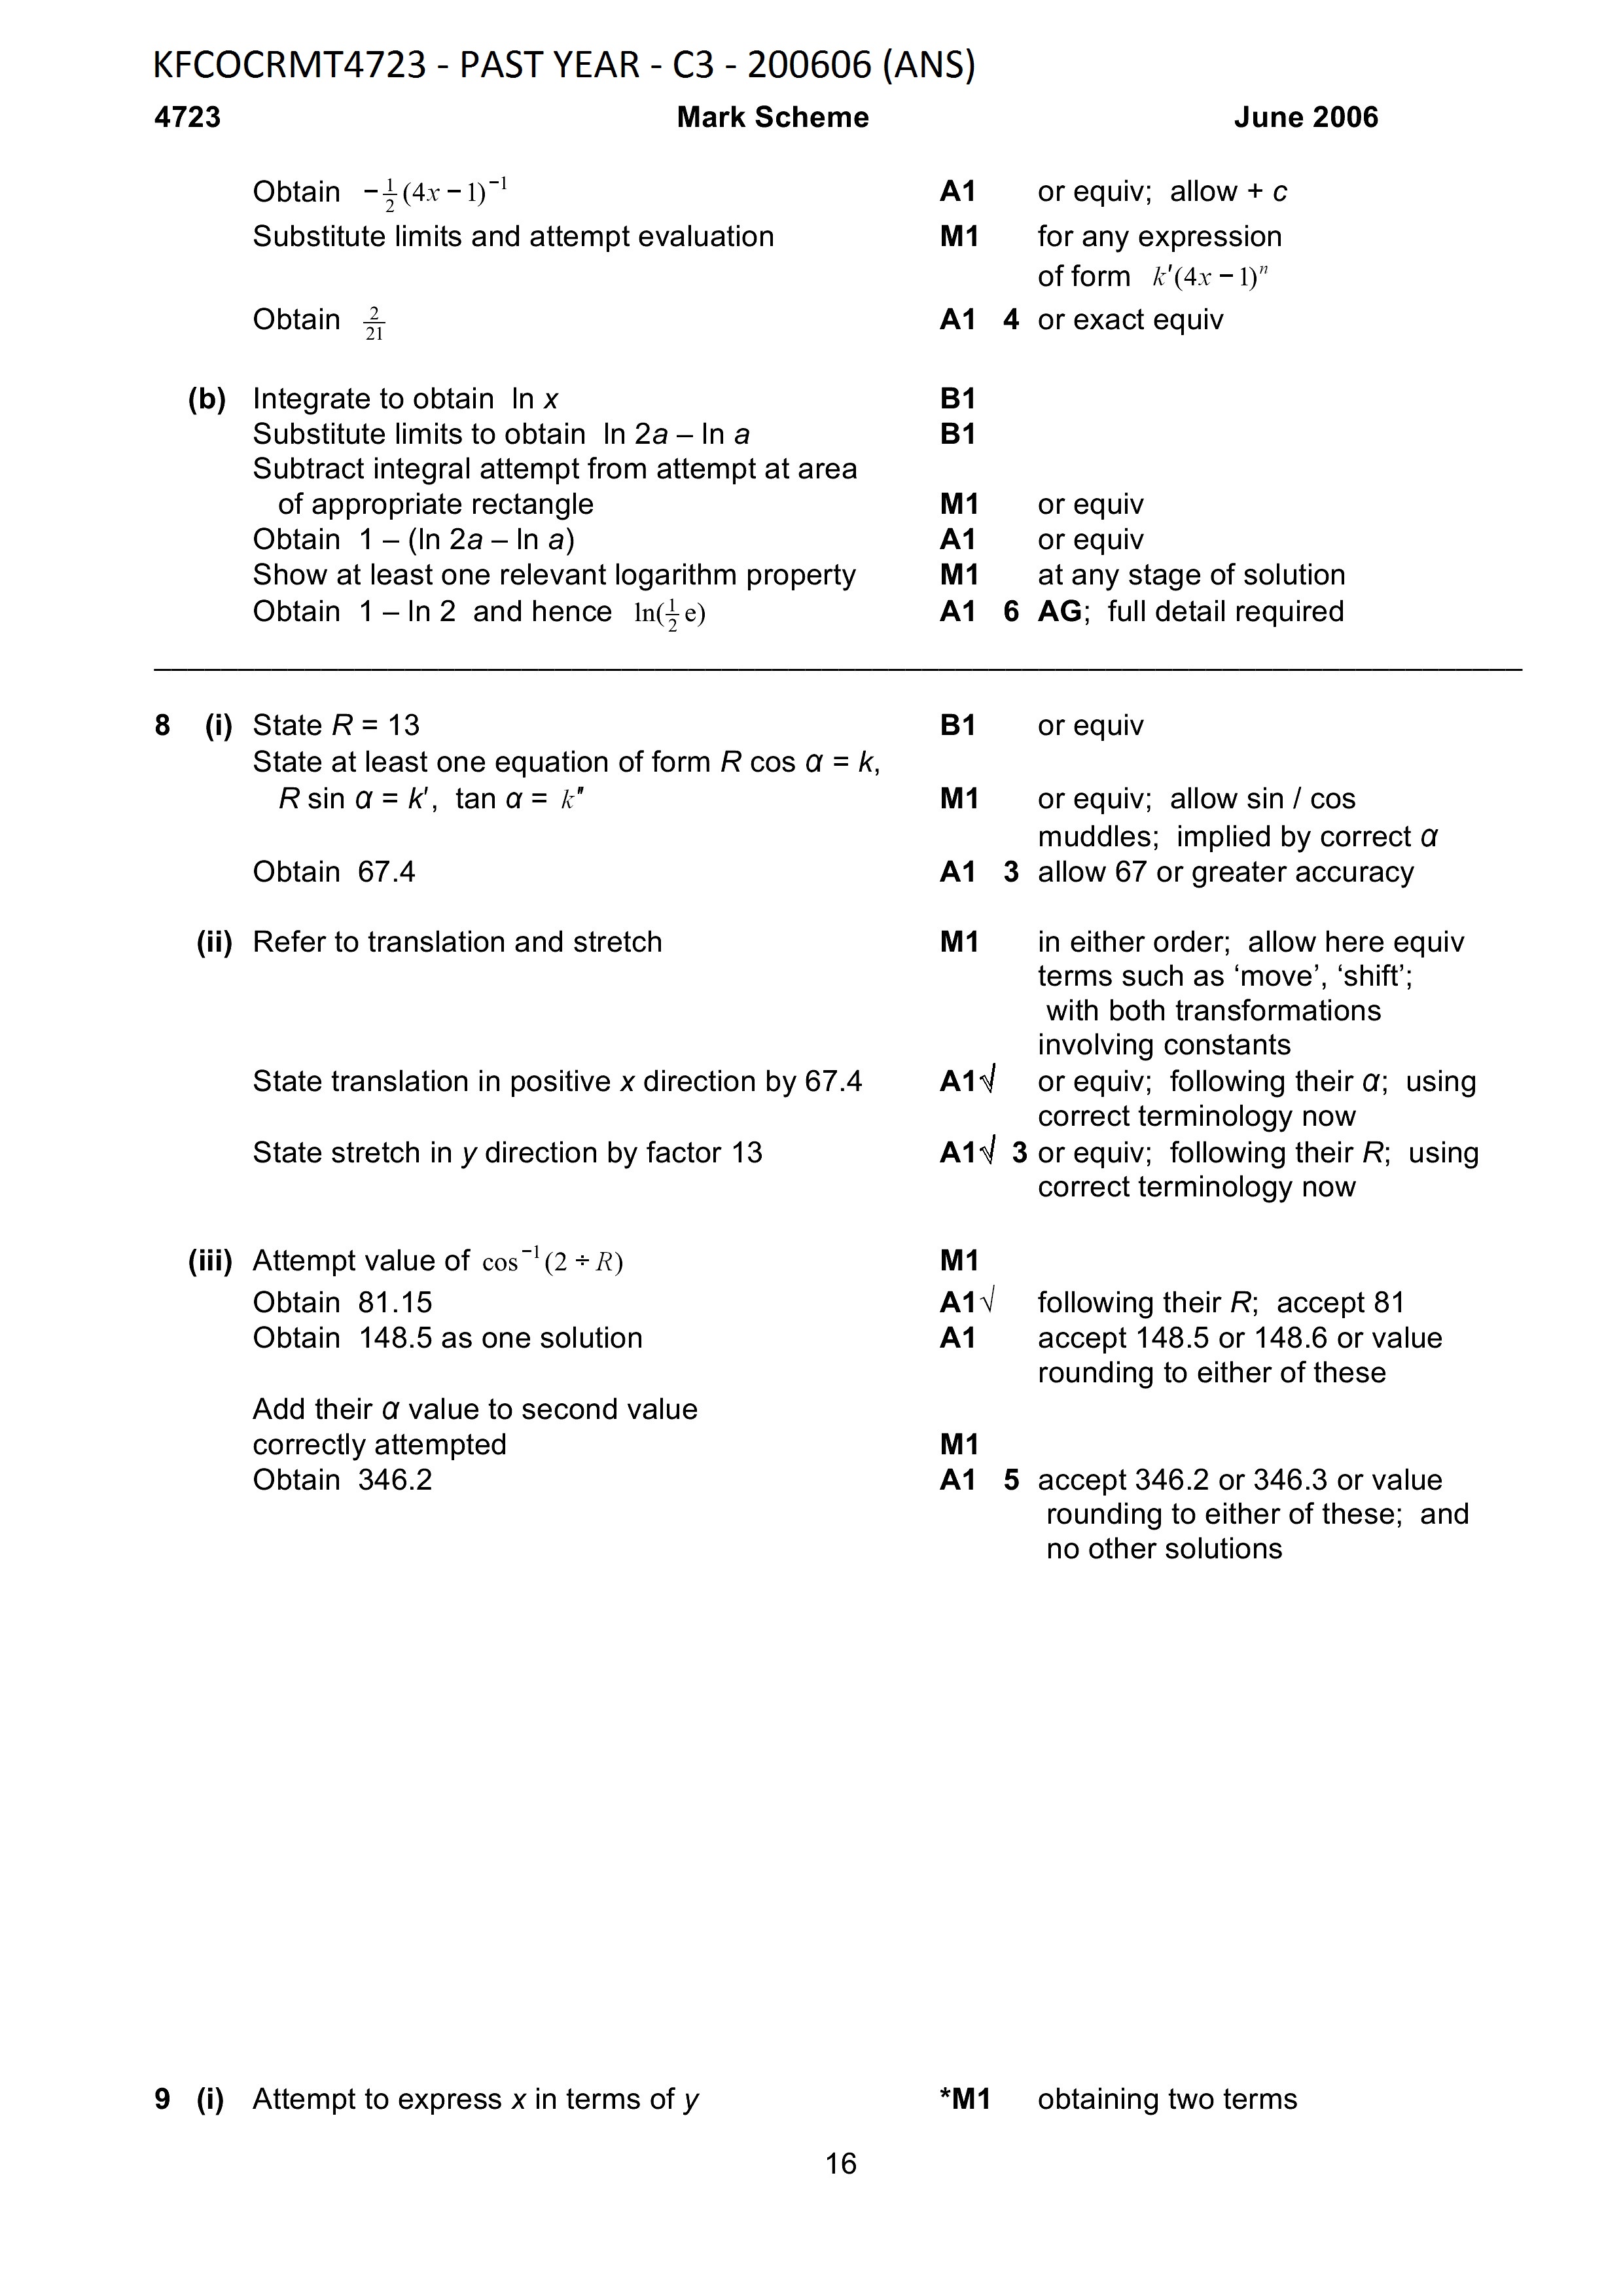 KFCOCRMT4723 - PAST YEAR - C3 - 200606 (ANS)
4723 Mark Scheme June 2006
Obtain −½(4x − 1)⁻¹ A1 or equiv; allow + c
Substitute limits and attempt evaluation M1 for any expression
of form k′(4x − 1)ⁿ
Obtain 2/21 A1 4 or exact equiv
(b) Integrate to obtain ln x B1
Substitute limits to obtain ln 2a – ln a B1
Subtract integral attempt from attempt at area
of appropriate rectangle M1 or equiv
Obtain 1 – (ln 2a – ln a) A1 or equiv
Show at least one relevant logarithm property M1 at any stage of solution
Obtain 1 – ln 2 and hence ln(½ e) A1 6 AG; full detail required
8 (i) State R = 13 B1 or equiv
State at least one equation of form R cos α = k,
R sin α = k′, tan α = k″ M1 or equiv; allow sin / cos
muddles; implied by correct α
Obtain 67.4 A1 3 allow 67 or greater accuracy
(ii) Refer to translation and stretch M1 in either order; allow here equiv
terms such as ‘move’, ‘shift’;
with both transformations
involving constants
State translation in positive x direction by 67.4 A1√ or equiv; following their α; using
correct terminology now
State stretch in y direction by factor 13 A1√ 3 or equiv; following their R; using
correct terminology now
(iii) Attempt value of cos⁻¹(2 ÷ R) M1
Obtain 81.15 A1√ following their R; accept 81
Obtain 148.5 as one solution A1 accept 148.5 or 148.6 or value
rounding to either of these
Add their α value to second value
correctly attempted M1
Obtain 346.2 A1 5 accept 346.2 or 346.3 or value
rounding to either of these; and
no other solutions
9 (i) Attempt to express x in terms of y *M1 obtaining two terms
16